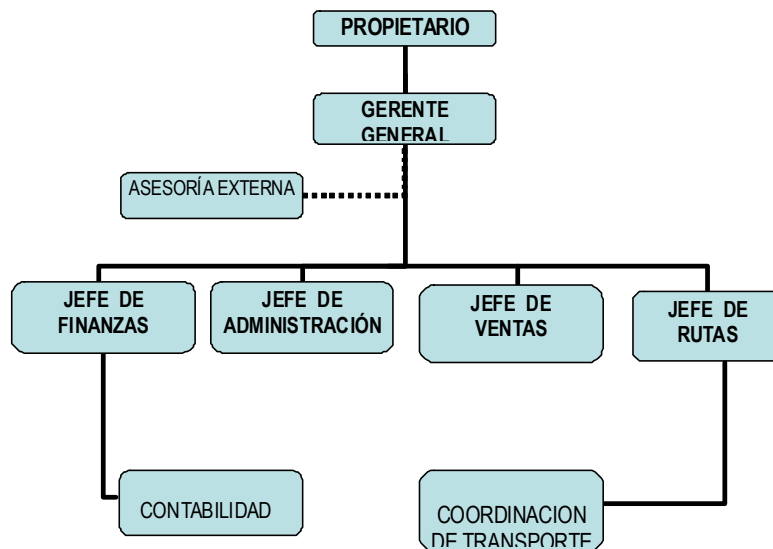 PROPIETARIO
GERENTE
GENERAL
ASESORÍA EXTERNA
JEFE DE
FINANZAS
JEFE DE
ADMINISTRACIÓN
JEFE DE
VENTAS
JEFE DE
RUTAS
CONTABILIDAD
COORDINACION
DE TRANSPORTE